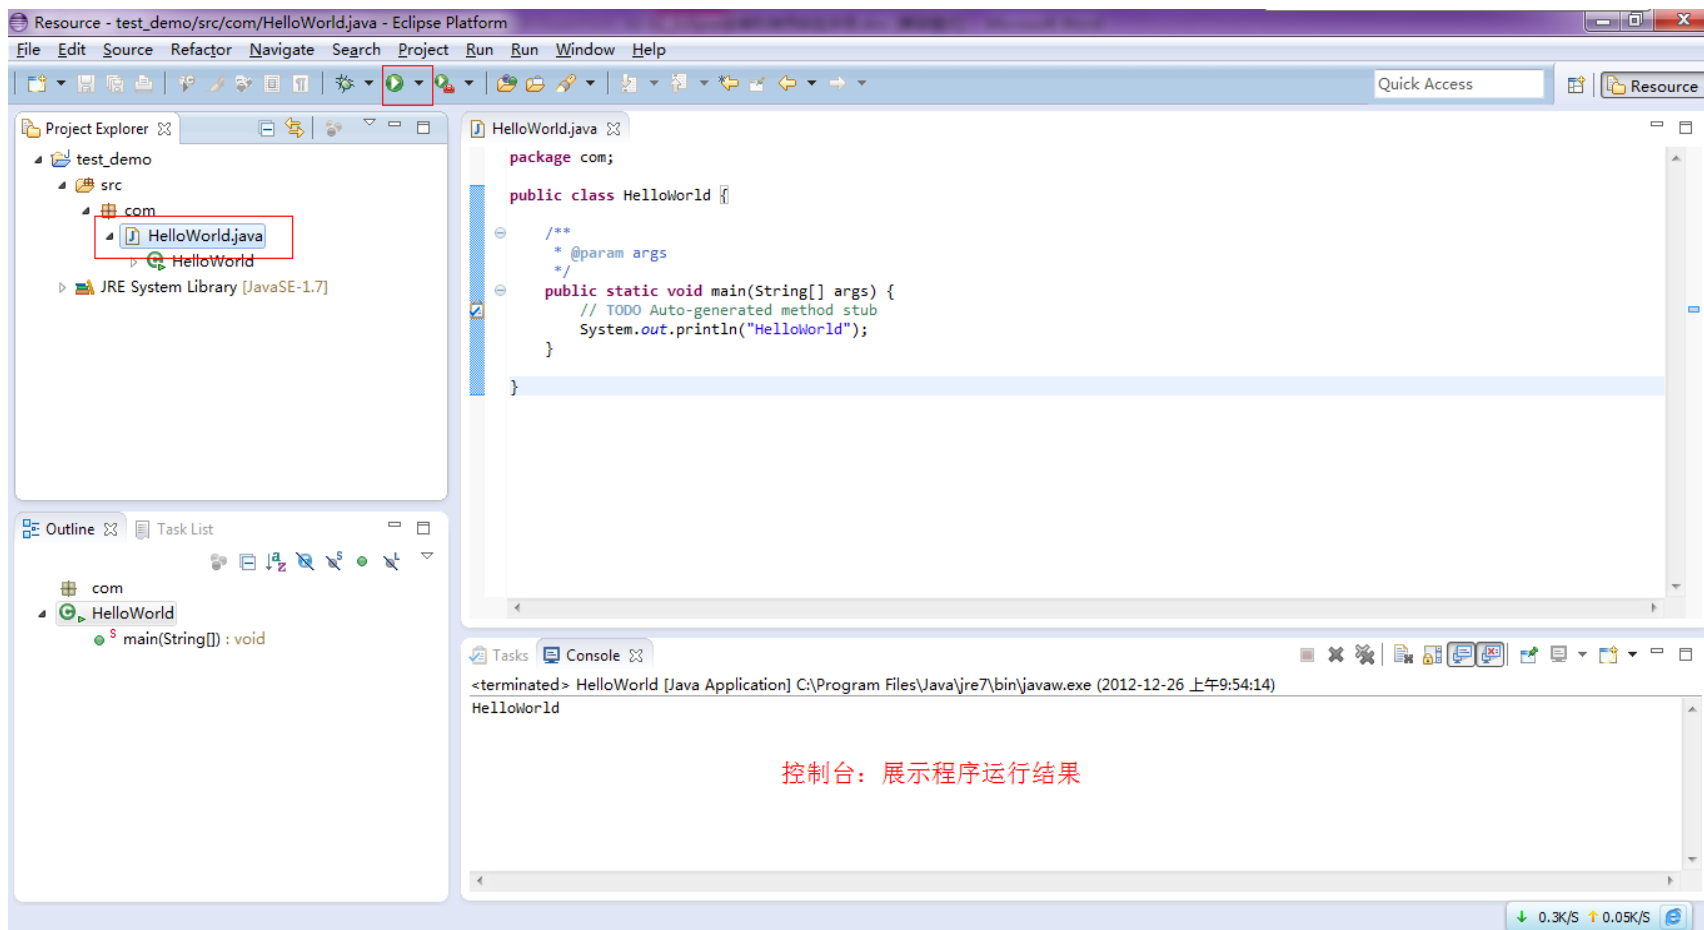 Resource - test_demo/src/com/HelloWorld.java - Eclipse Platform
File Edit Source Refactor Navigate Search Project Run Run Window Help
Quick Access
Resource
Project Explorer
test_demo
src
com
HelloWorld.java
HelloWorld
JRE System Library [JavaSE-1.7]
HelloWorld.java
package com;
public class HelloWorld {
/**
* @param args
*/
public static void main(String[] args) {
// TODO Auto-generated method stub
System.out.println("HelloWorld");
}
}
Outline Task List
com
HelloWorld
main(String[]) : void
Tasks Console
<terminated> HelloWorld [Java Application] C:\Program Files\Java\jre7\bin\javaw.exe (2012-12-26 上午9:54:14)
HelloWorld
控制台：展示程序运行结果
0.3K/S 0.05K/S